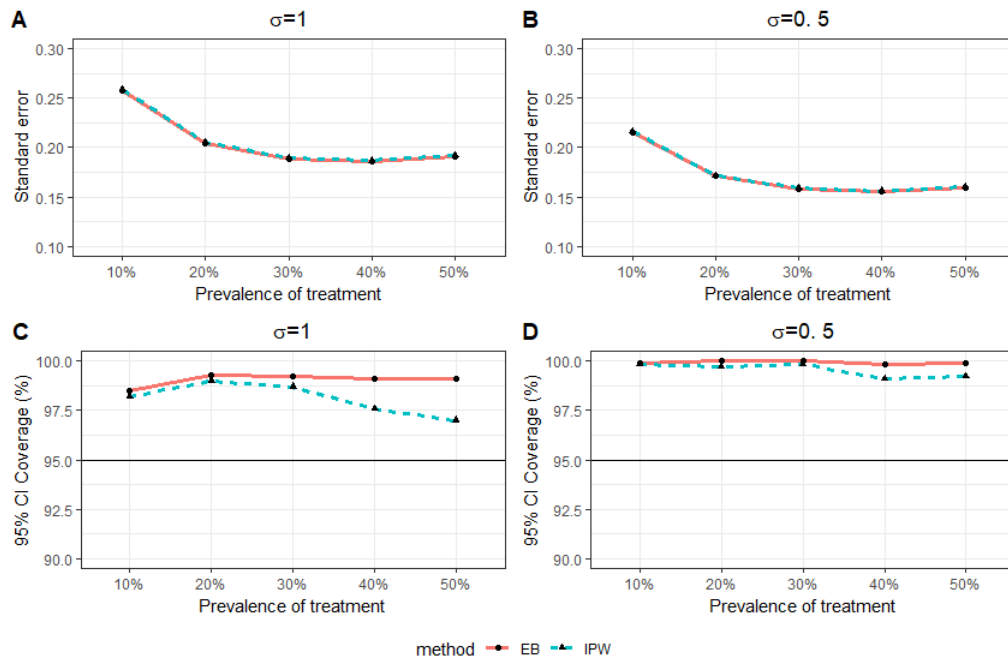 A
σ=1
Standard error
0.30
0.25
0.20
0.15
0.10
10% 20% 30% 40% 50%
Prevalence of treatment
B
σ=0. 5
Standard error
0.30
0.25
0.20
0.15
0.10
10% 20% 30% 40% 50%
Prevalence of treatment
C
σ=1
95% CI Coverage (%)
100.0
97.5
95.0
92.5
90.0
10% 20% 30% 40% 50%
Prevalence of treatment
D
σ=0. 5
95% CI Coverage (%)
100.0
97.5
95.0
92.5
90.0
10% 20% 30% 40% 50%
Prevalence of treatment
method EB IPW